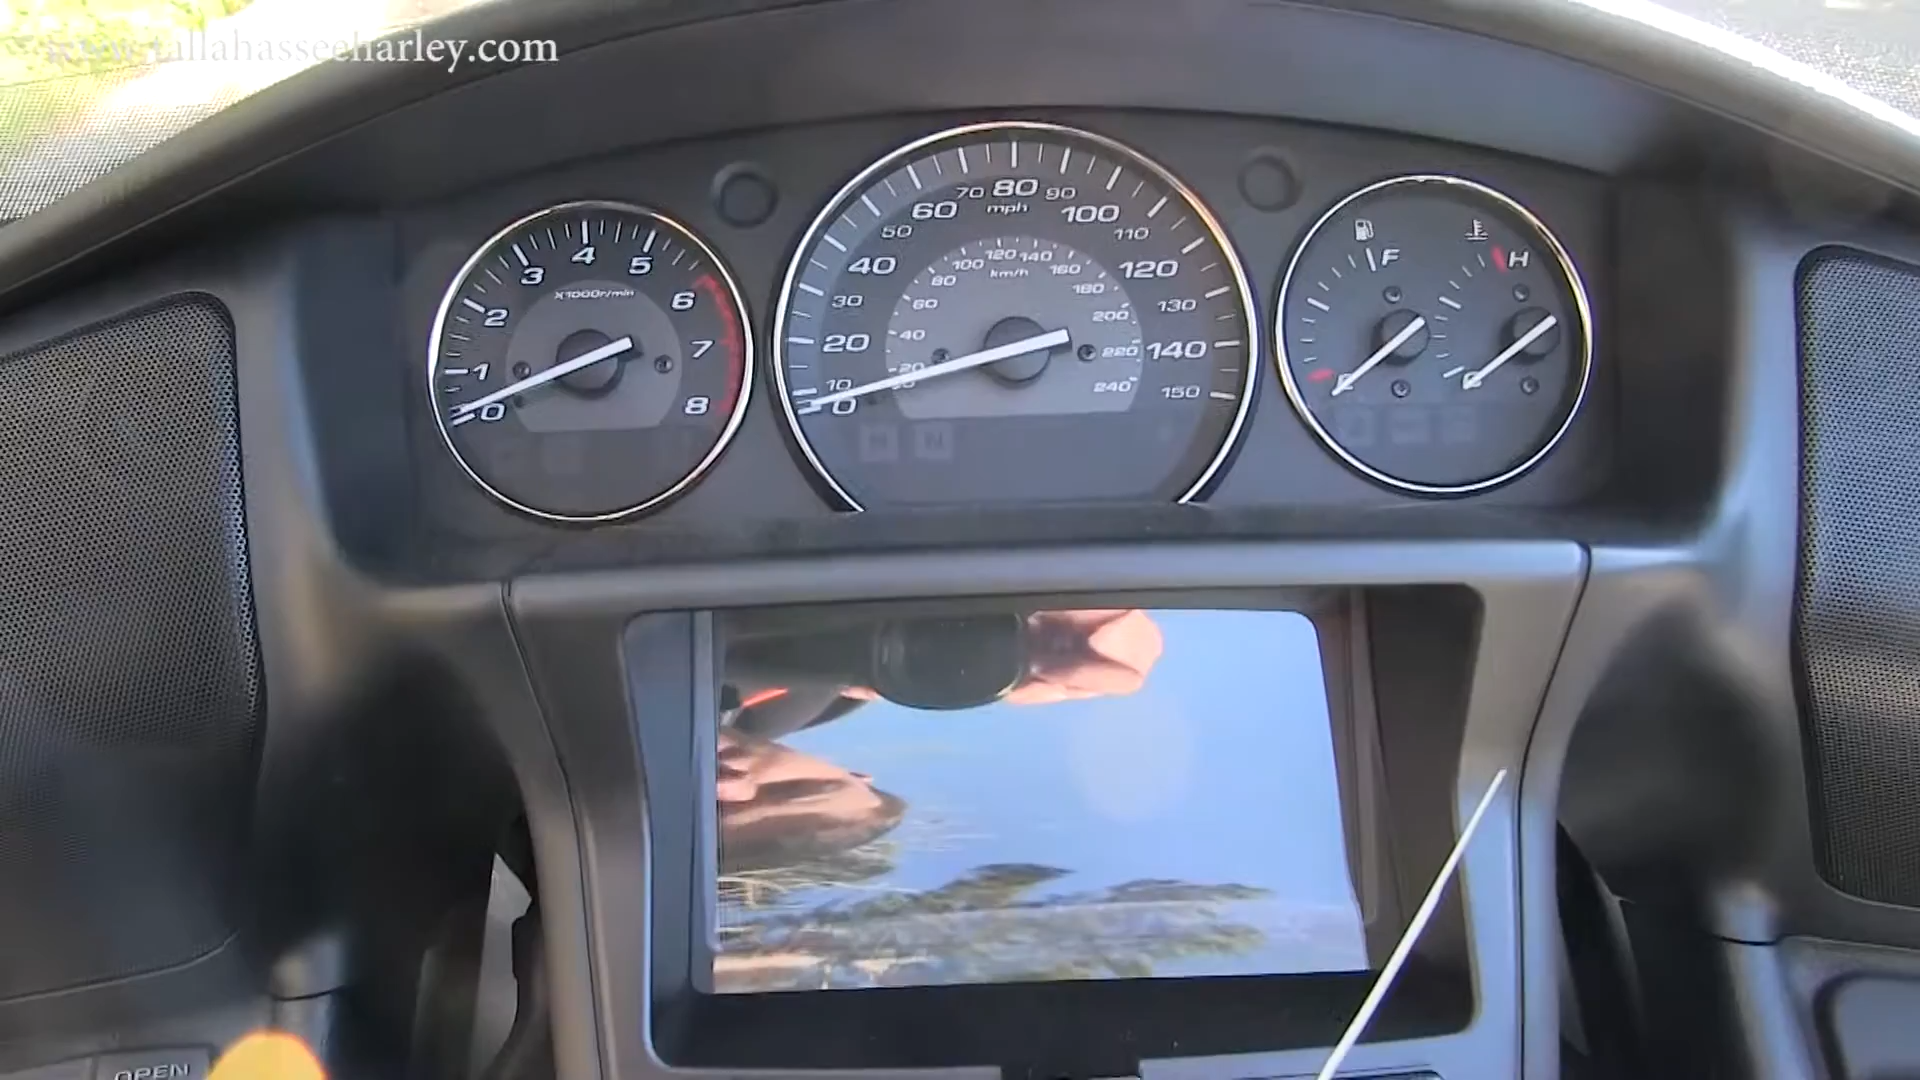 www.tallahasseeharley.com
0 1 2 3 4 5 6 7 8
X1000r/min
0 10 20 30 40 50 60 70 80 90 100 110 120 130 140 150
mph
20 40 60 80 100 120 140 160 180 200 220 240
km/h
F
H
N
OPEN